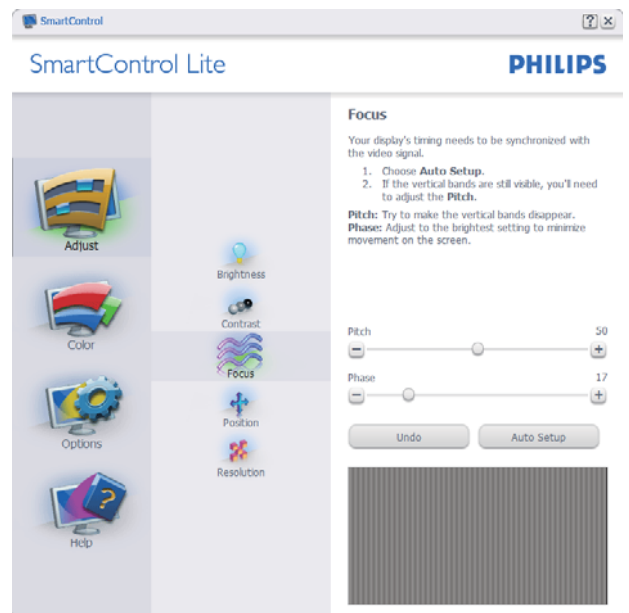 SmartControl
SmartControl Lite
PHILIPS
Adjust
Color
Options
Help
Brightness
Contrast
Focus
Position
Resolution
Focus
Your display's timing needs to be synchronized with
the video signal.
1. Choose Auto Setup.
2. If the vertical bands are still visible, you'll need
to adjust the Pitch.
Pitch: Try to make the vertical bands disappear.
Phase: Adjust to the brightest setting to minimize
movement on the screen.
Pitch 50
Phase 17
Undo Auto Setup